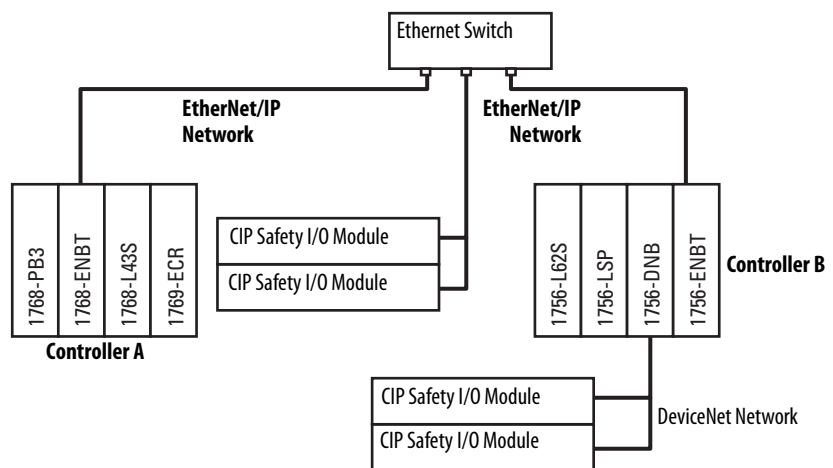 Ethernet Switch
EtherNet/IP
Network
EtherNet/IP
Network
1768-PB3
1768-ENBT
1768-L43S
1769-ECR
Controller A
CIP Safety I/O Module
CIP Safety I/O Module
1756-L62S
1756-LSP
1756-DNB
1756-ENBT
Controller B
CIP Safety I/O Module
CIP Safety I/O Module
DeviceNet Network